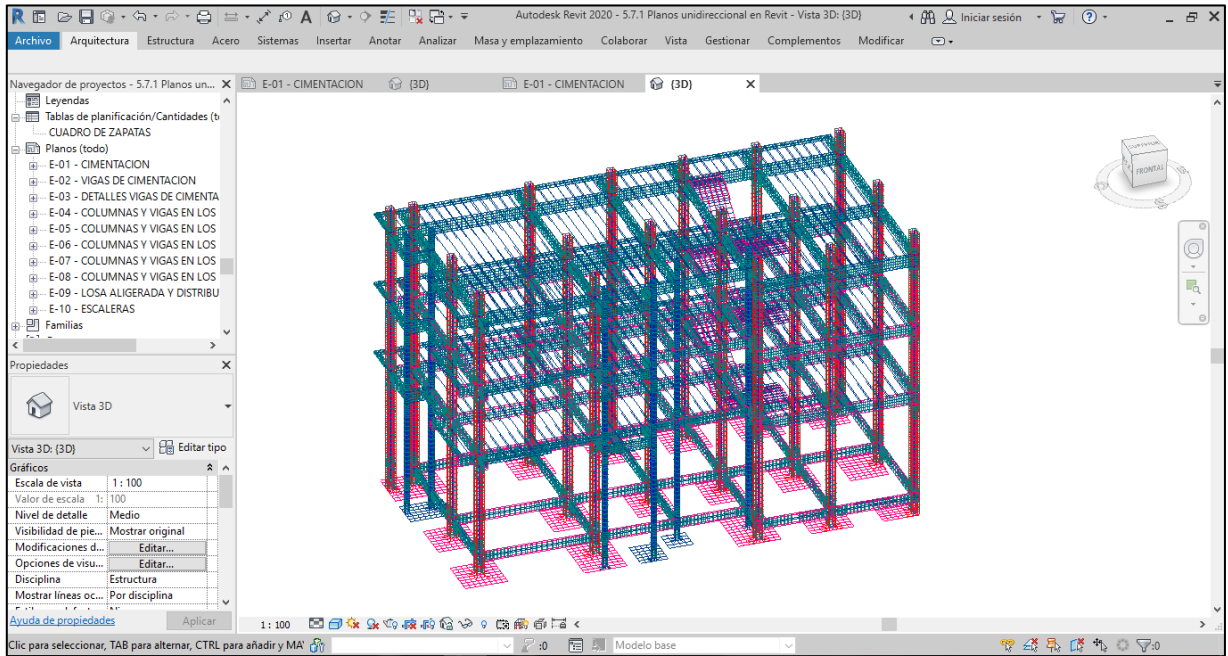 Autodesk Revit 2020 - 5.7.1 Planos unidireccional en Revit - Vista 3D: {3D}
Iniciar sesión
Archivo Arquitectura Estructura Acero Sistemas Insertar Anotar Analizar Masa y emplazamiento Colaborar Vista Gestionar Complementos Modificar
Navegador de proyectos - 5.7.1 Planos un... X
E-01 - CIMENTACION {3D} E-01 - CIMENTACION {3D} X
Leyendas
Tablas de planificación/Cantidades (t
CUADRO DE ZAPATAS
Planos (todo)
E-01 - CIMENTACION
E-02 - VIGAS DE CIMENTACION
E-03 - DETALLES VIGAS DE CIMENTA
E-04 - COLUMNAS Y VIGAS EN LOS
E-05 - COLUMNAS Y VIGAS EN LOS
E-06 - COLUMNAS Y VIGAS EN LOS
E-07 - COLUMNAS Y VIGAS EN LOS
E-08 - COLUMNAS Y VIGAS EN LOS
E-09 - LOSA ALIGERADA Y DISTRIBU
E-10 - ESCALERAS
Familias
SUPERIOR
FRONTAL
Propiedades X
Vista 3D
Vista 3D: {3D} Editar tipo
Gráficos
Escala de vista 1 : 100
Valor de escala 1: 100
Nivel de detalle Medio
Visibilidad de pie... Mostrar original
Modificaciones d... Editar...
Opciones de visu... Editar...
Disciplina Estructura
Mostrar líneas oc... Por disciplina
Ayuda de propiedades Aplicar
1 : 100
Clic para seleccionar, TAB para alternar, CTRL para añadir y MA
:0 Modelo base :0